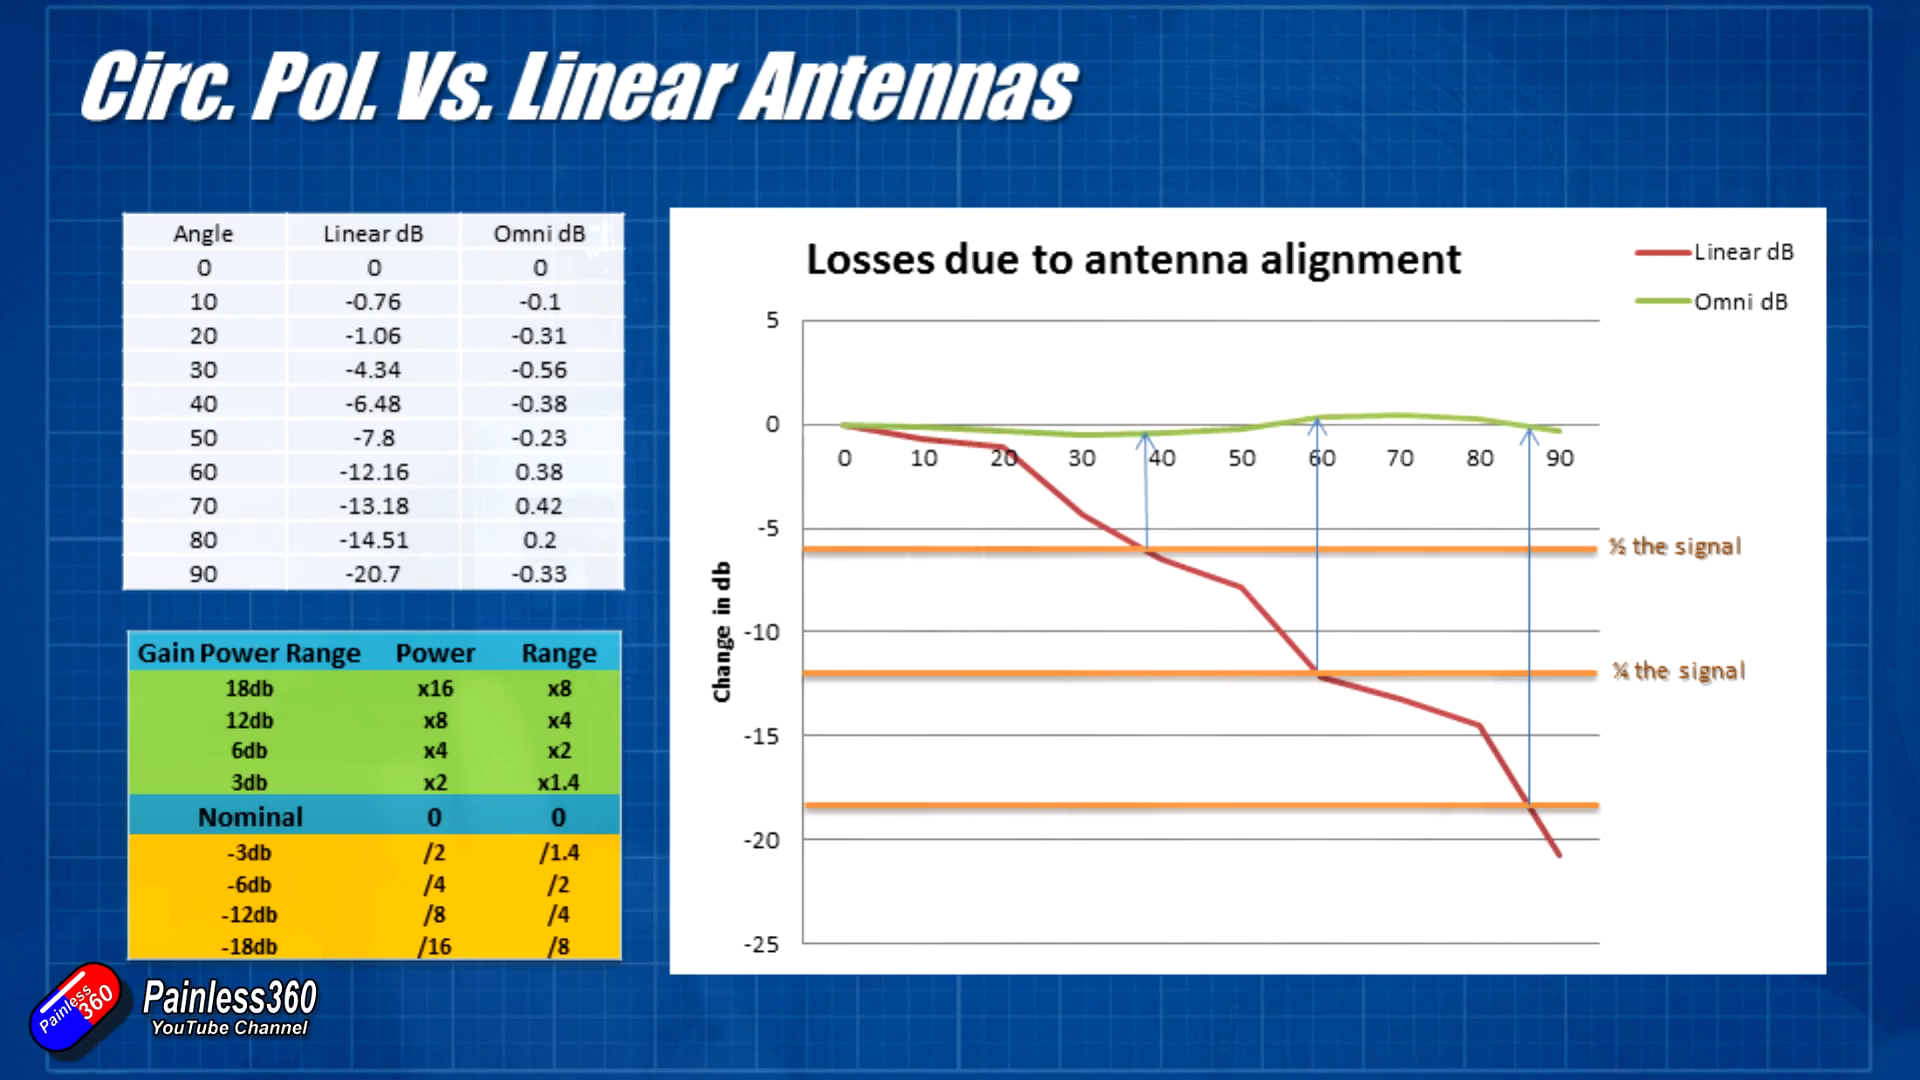 Circ. Pol. Vs. Linear Antennas
Angle Linear dB Omni dB
0 0 0
10 -0.76 -0.1
20 -1.06 -0.31
30 -4.34 -0.56
40 -6.48 -0.38
50 -7.8 -0.23
60 -12.16 0.38
70 -13.18 0.42
80 -14.51 0.2
90 -20.7 -0.33
Gain Power Range Power Range
18db x16 x8
12db x8 x4
6db x4 x2
3db x2 x1.4
Nominal 0 0
-3db /2 /1.4
-6db /4 /2
-12db /8 /4
-18db /16 /8
Losses due to antenna alignment
Linear dB
Omni dB
5
0
0 10 20 30 40 50 60 70 80 90
-5
½ the signal
-10
¼ the signal
-15
-20
-25
Change in db
Painless
360
Painless360
YouTube Channel